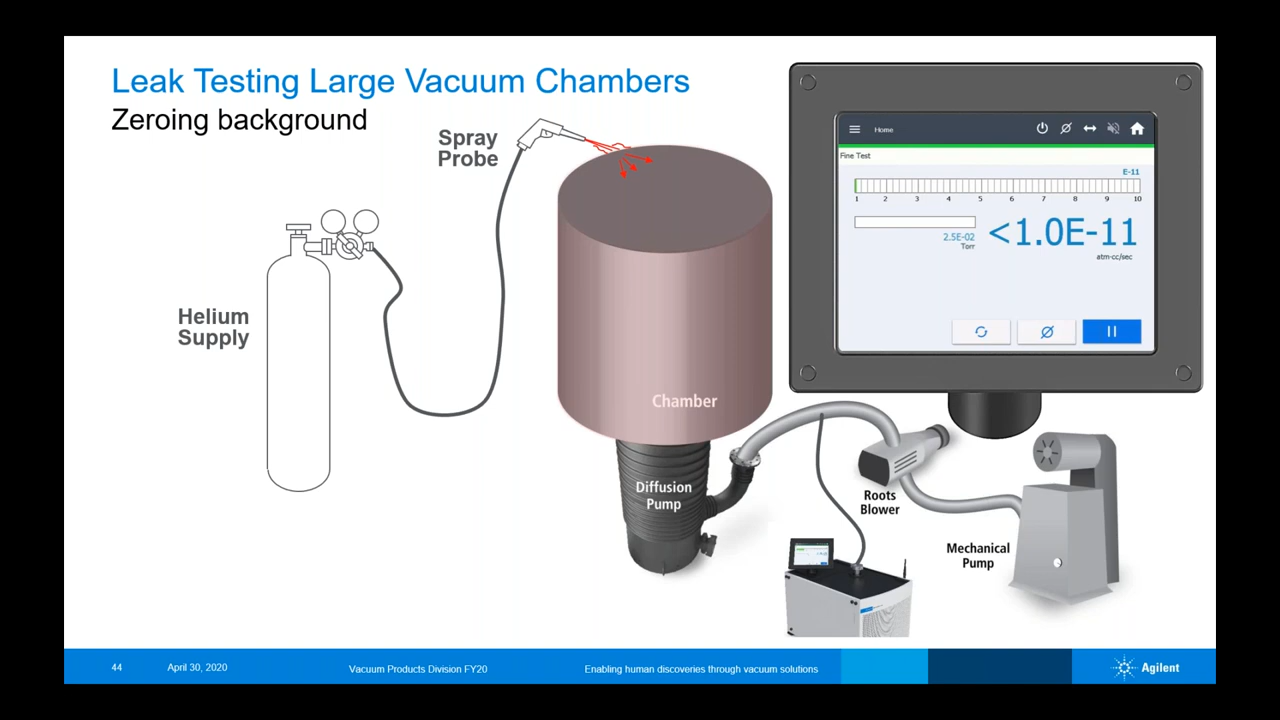 Leak Testing Large Vacuum Chambers
Zeroing background
Spray
Probe
Helium
Supply
Chamber
Diffusion
Pump
Roots
Blower
Mechanical
Pump
Home
Fine Test
E-11
1 2 3 4 5 6 7 8 9 10
<1.0E-11
2.5E-02
Torr
atm-cc/sec
44
April 30, 2020
Vacuum Products Division FY20
Enabling human discoveries through vacuum solutions
Agilent